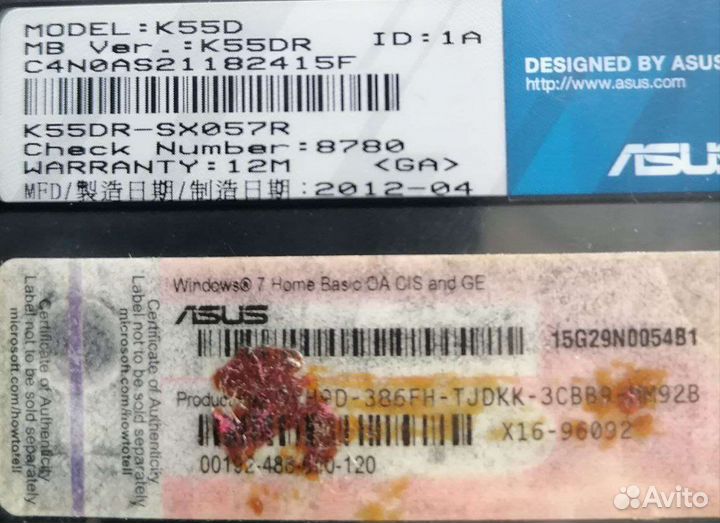 MODEL:K55D
MB Ver.:K55DR ID:1A
C4N0AS21182415F
K55DR-SX057R
Check Number:8780
WARRANTY:12M <GA>
MFD/製造日期/制造日期:2012-04
DESIGNED BY ASUS
http://www.asus.com
ASUS
Certificate of Authenticity
Label not to be sold separately
microsoft.com/howtotell
Certificate of Authenticity
Label not to be sold separately
microsoft.com/howtotell
Windows® 7 Home Basic OA CIS and GE
ASUS
15G29N0054B1
-386FH-TJDKK-3CBB9-
X16-96092
00192-
-120
Avito